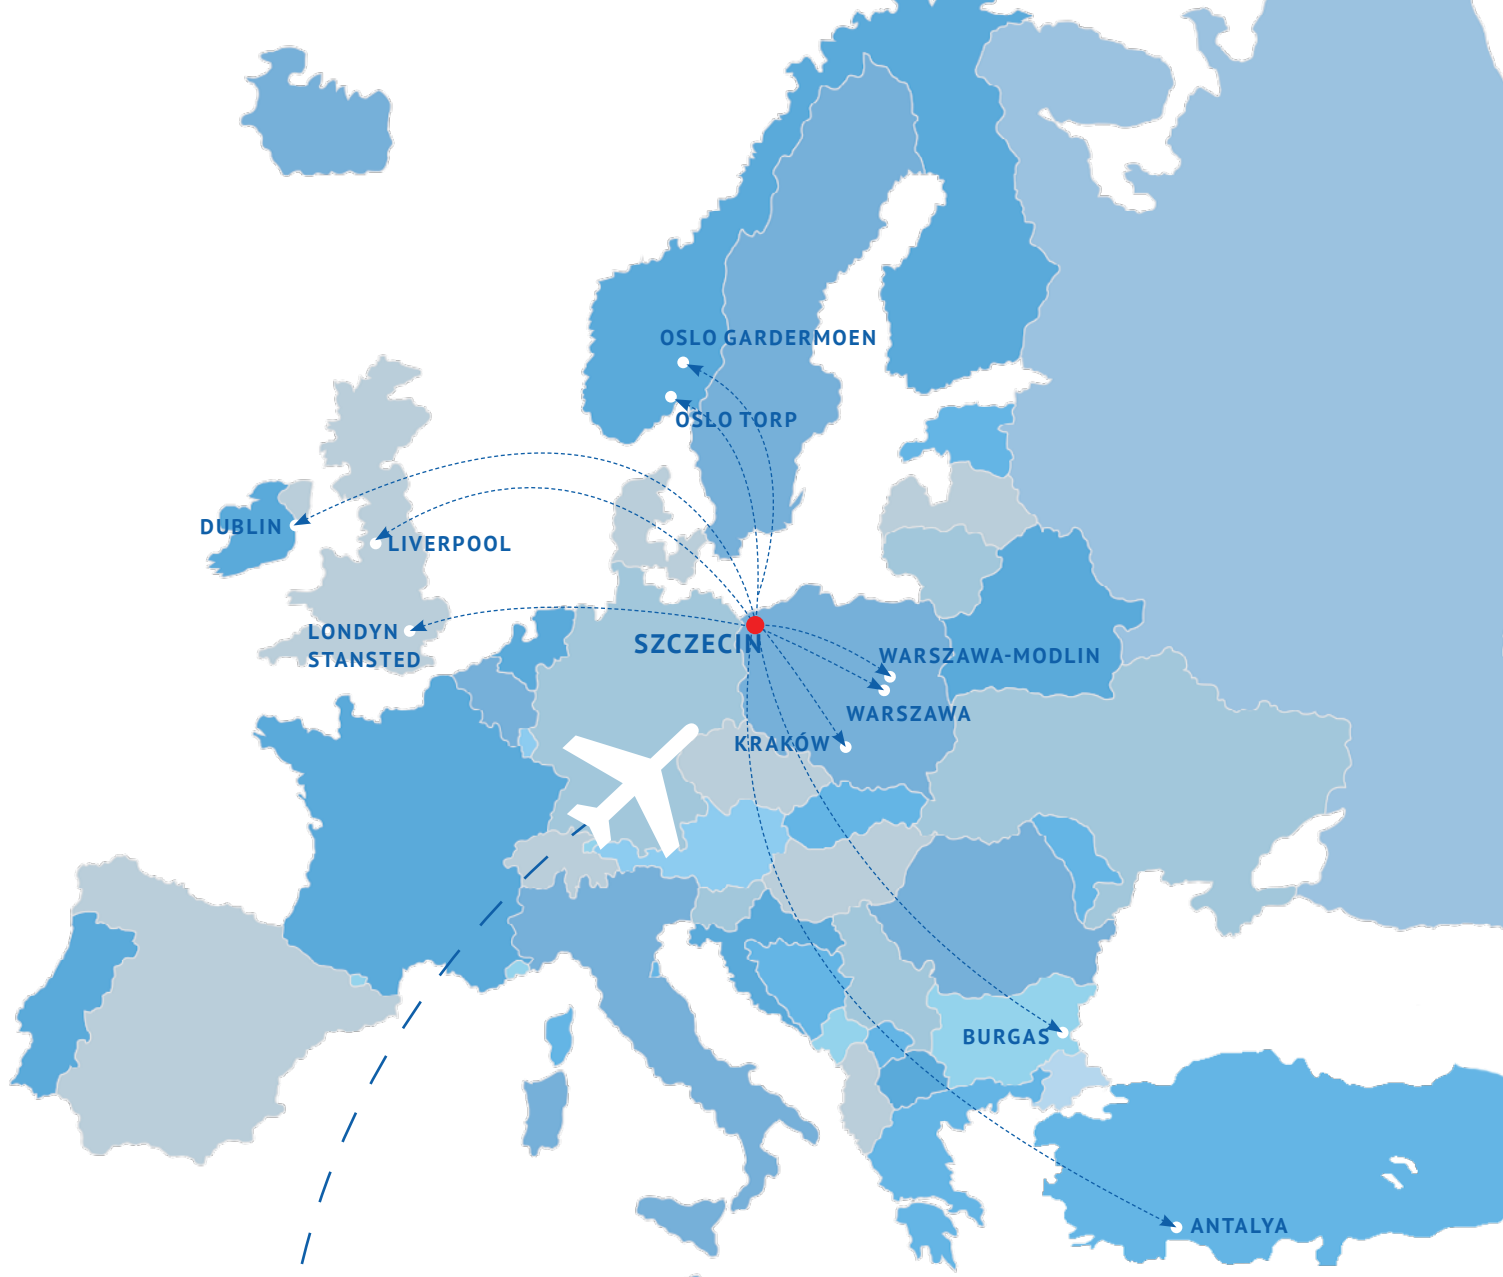 OSLO GARDERMOEN
OSLO TORP
DUBLIN
LIVERPOOL
LONDYN
STANSTED
SZCZECIN
WARSZAWA-MODLIN
WARSZAWA
KRAKÓW
BURGAS
ANTALYA